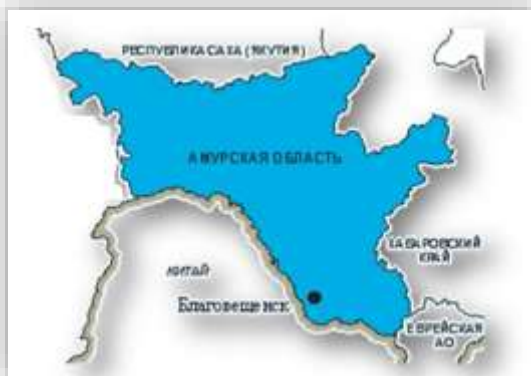 РЕСПУБЛИКА САХА (ЯКУТИЯ)
АМУРСКАЯ ОБЛАСТЬ
ХАБАРОВСКИЙ
КРАЙ
КИТАЙ
Благовещенск
ЕВРЕЙСКАЯ
АО